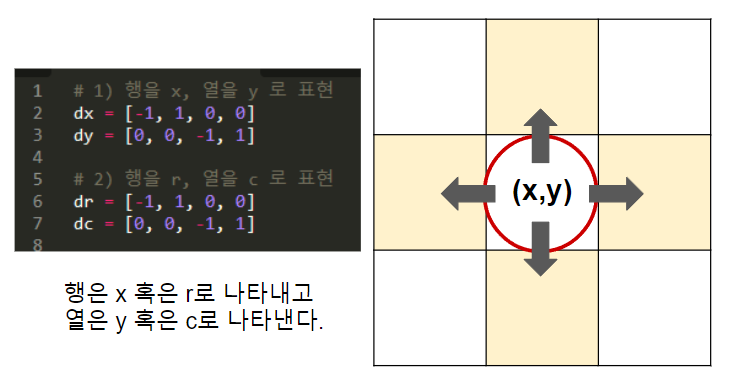 1 # 1) 행을 x, 열을 y 로 표현
2 dx = [-1, 1, 0, 0]
3 dy = [0, 0, -1, 1]
4
5 # 2) 행을 r, 열을 c 로 표현
6 dr = [-1, 1, 0, 0]
7 dc = [0, 0, -1, 1]
8
행은 x 혹은 r로 나타내고
열은 y 혹은 c로 나타낸다.
(x,y)